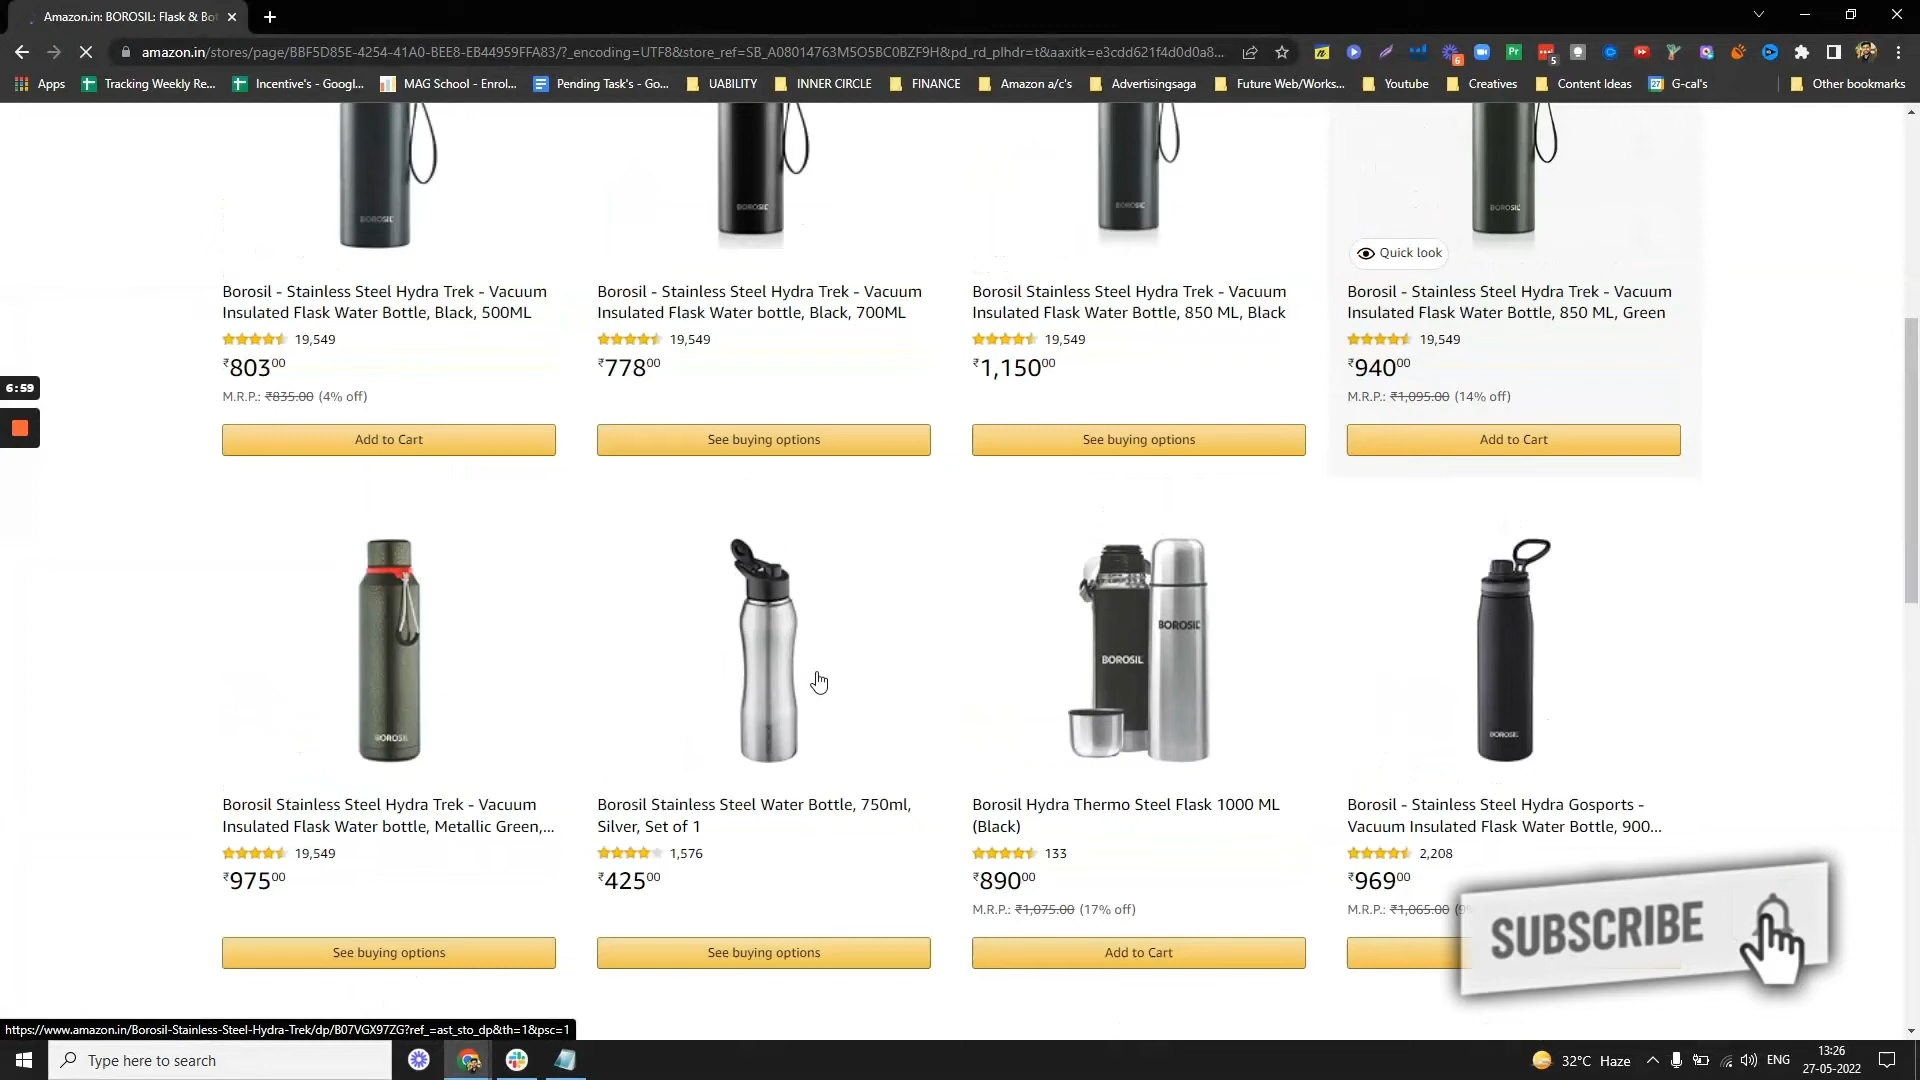 Amazon.in: BOROSIL: Flask & Bot
amazon.in/stores/page/BBF5D85E-4254-41A0-BEE8-EB44959FFA83/?_encoding=UTF8&store_ref=SB_A08014763M5O5BC0BZF9H&pd_rd_plhdr=t&aaxitk=e3cdd621f4d0d0a8...
6
Pr
5
Apps
Tracking Weekly Re...
Incentive's - Googl...
MAG School - Enrol...
Pending Task's - Go...
UABILITY
INNER CIRCLE
FINANCE
Amazon a/c's
Advertisingsaga
Future Web/Works...
Youtube
Creatives
Content Ideas
27
G-cal's
Other bookmarks
BOROSIL
BOROSIL
BOROSIL
BOROSIL
Quick look
Borosil - Stainless Steel Hydra Trek - Vacuum
Insulated Flask Water Bottle, Black, 500ML
19,549
₹803⁰⁰
M.R.P.: ₹835.00 (4% off)
Add to Cart
Borosil - Stainless Steel Hydra Trek - Vacuum
Insulated Flask Water bottle, Black, 700ML
19,549
₹778⁰⁰
See buying options
Borosil Stainless Steel Hydra Trek - Vacuum
Insulated Flask Water Bottle, 850 ML, Black
19,549
₹1,150⁰⁰
See buying options
Borosil - Stainless Steel Hydra Trek - Vacuum
Insulated Flask Water Bottle, 850 ML, Green
19,549
₹940⁰⁰
M.R.P.: ₹1,095.00 (14% off)
Add to Cart
6:59
BOROSIL
BOROSIL
BOROSIL
BOROSIL
Borosil Stainless Steel Hydra Trek - Vacuum
Insulated Flask Water bottle, Metallic Green,...
19,549
₹975⁰⁰
See buying options
Borosil Stainless Steel Water Bottle, 750ml,
Silver, Set of 1
1,576
₹425⁰⁰
See buying options
Borosil Hydra Thermo Steel Flask 1000 ML
(Black)
133
₹890⁰⁰
M.R.P.: ₹1,075.00 (17% off)
Add to Cart
Borosil - Stainless Steel Hydra Gosports -
Vacuum Insulated Flask Water Bottle, 900...
2,208
₹969⁰⁰
M.R.P.: ₹1,065.00
SUBSCRIBE
https://www.amazon.in/Borosil-Stainless-Steel-Hydra-Trek/dp/B07VGX97ZG?ref_=ast_sto_dp&th=1&psc=1
Type here to search
32°C Haze
ENG
13:26
27-05-2022